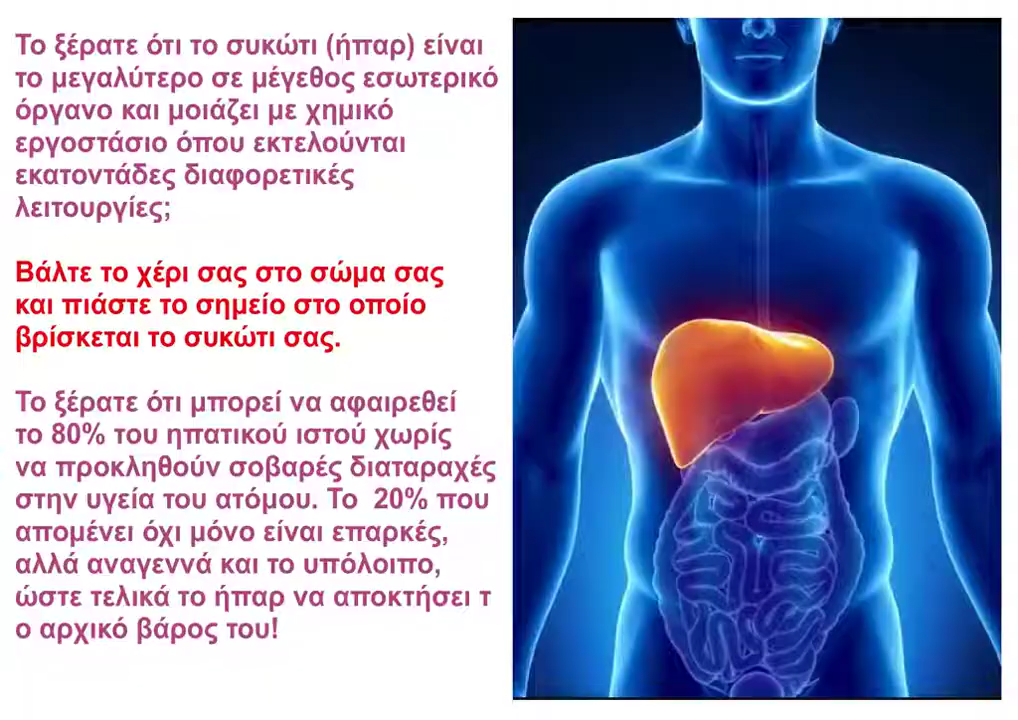 Το ξέρατε ότι το συκώτι (ήπαρ) είναι
το μεγαλύτερο σε μέγεθος εσωτερικό
όργανο και μοιάζει με χημικό
εργοστάσιο όπου εκτελούνται
εκατοντάδες διαφορετικές
λειτουργίες;
Βάλτε το χέρι σας στο σώμα σας
και πιάστε το σημείο στο οποίο
βρίσκεται το συκώτι σας.
Το ξέρατε ότι μπορεί να αφαιρεθεί
το 80% του ηπατικού ιστού χωρίς
να προκληθούν σοβαρές διαταραχές
στην υγεία του ατόμου. Το  20% που
απομένει όχι μόνο είναι επαρκές,
αλλά αναγεννά και το υπόλοιπο,
ώστε τελικά το ήπαρ να αποκτήσει τ
ο αρχικό βάρος του!